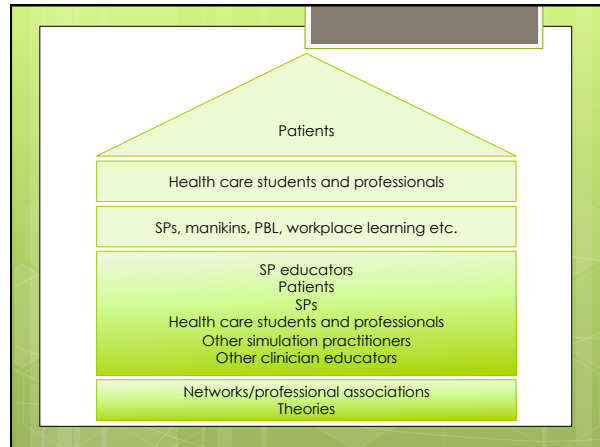 Patients
Health care students and professionals
SPs, manikins, PBL, workplace learning etc.
SP educators
Patients
SPs
Health care students and professionals
Other simulation practitioners
Other clinician educators
Networks/professional associations
Theories